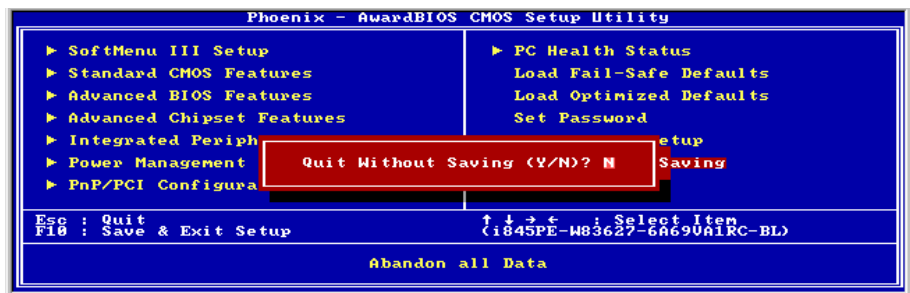 Phoenix - AwardBIOS CMOS Setup Utility
► SoftMenu III Setup
► Standard CMOS Features
► Advanced BIOS Features
► Advanced Chipset Features
► Integrated Periph
► Power Management
► PnP/PCI Configura
► PC Health Status
Load Fail-Safe Defaults
Load Optimized Defaults
Set Password
etup
Saving
Quit Without Saving (Y/N)? N
Esc : Quit
F10 : Save & Exit Setup
↑ ↓ → ← : Select Item
(i845PE-W83627-6A69VA1RC-BL)
Abandon all Data